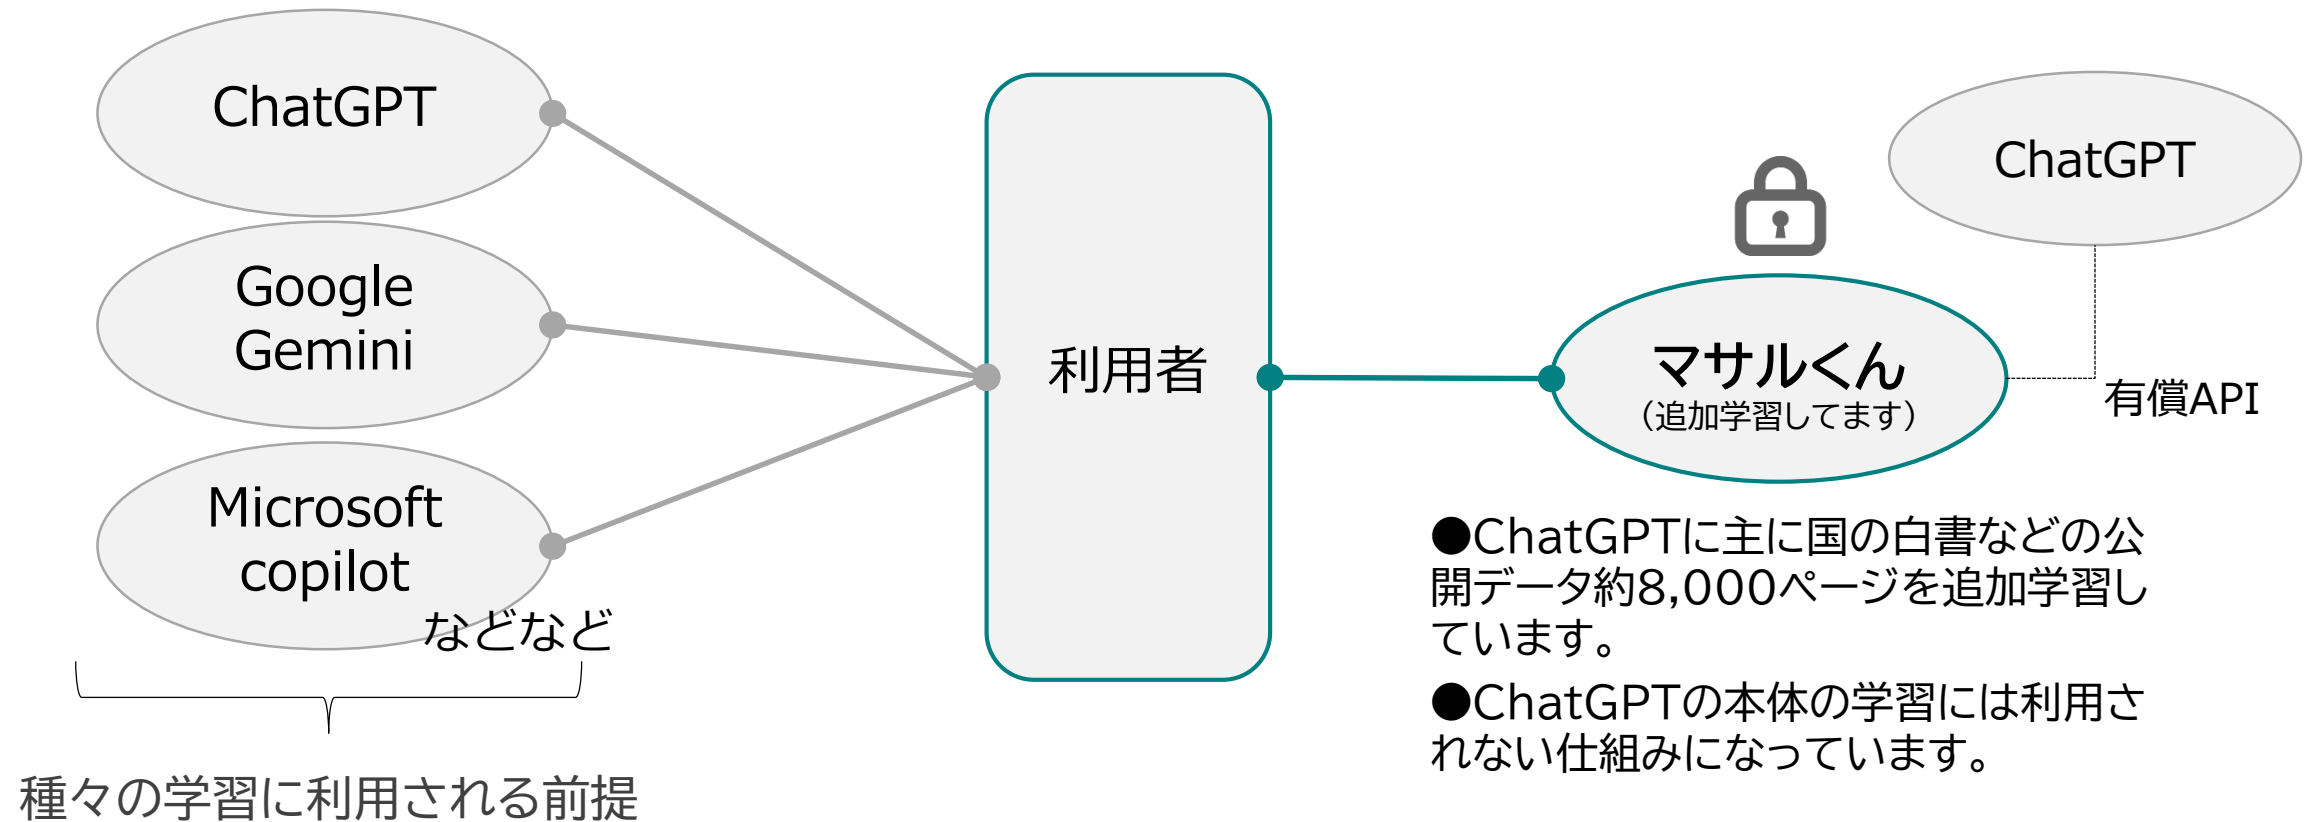 ChatGPT
Google
Gemini
Microsoft
copilot
などなど
種々の学習に利用される前提
利用者
ChatGPT
マサルくん
（追加学習してます）
有償API
●ChatGPTに主に国の白書などの公
開データ約8,000ページを追加学習し
ています。
●ChatGPTの本体の学習には利用さ
れない仕組みになっています。